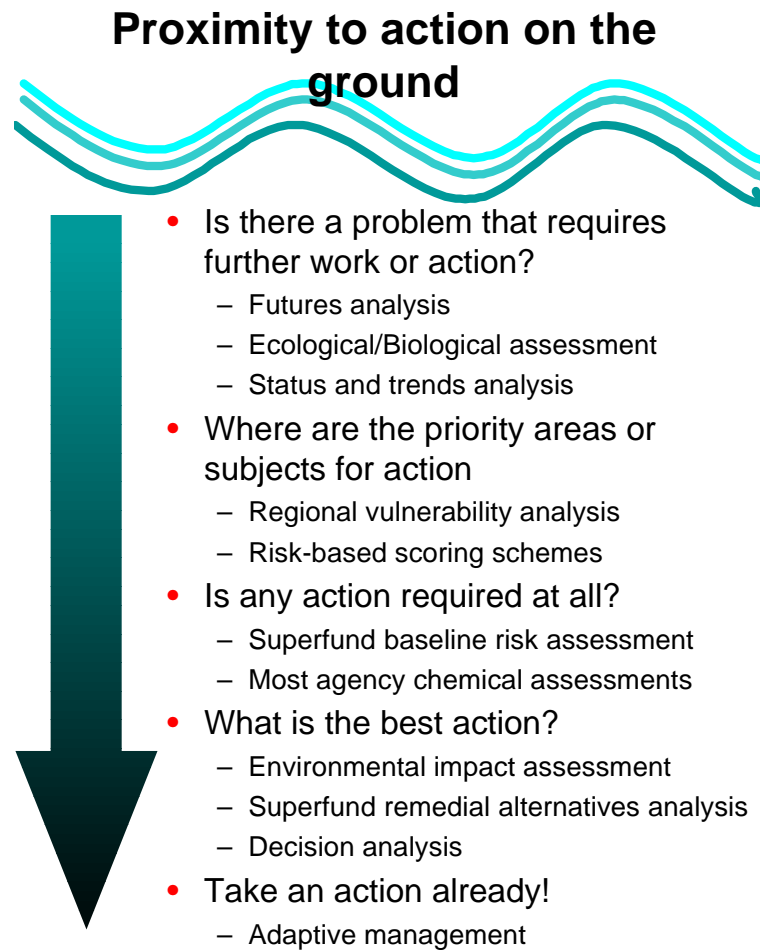 Proximity to action on the
ground
• Is there a problem that requires
further work or action?
– Futures analysis
– Ecological/Biological assessment
– Status and trends analysis
• Where are the priority areas or
subjects for action
– Regional vulnerability analysis
– Risk-based scoring schemes
• Is any action required at all?
– Superfund baseline risk assessment
– Most agency chemical assessments
• What is the best action?
– Environmental impact assessment
– Superfund remedial alternatives analysis
– Decision analysis
• Take an action already!
– Adaptive management